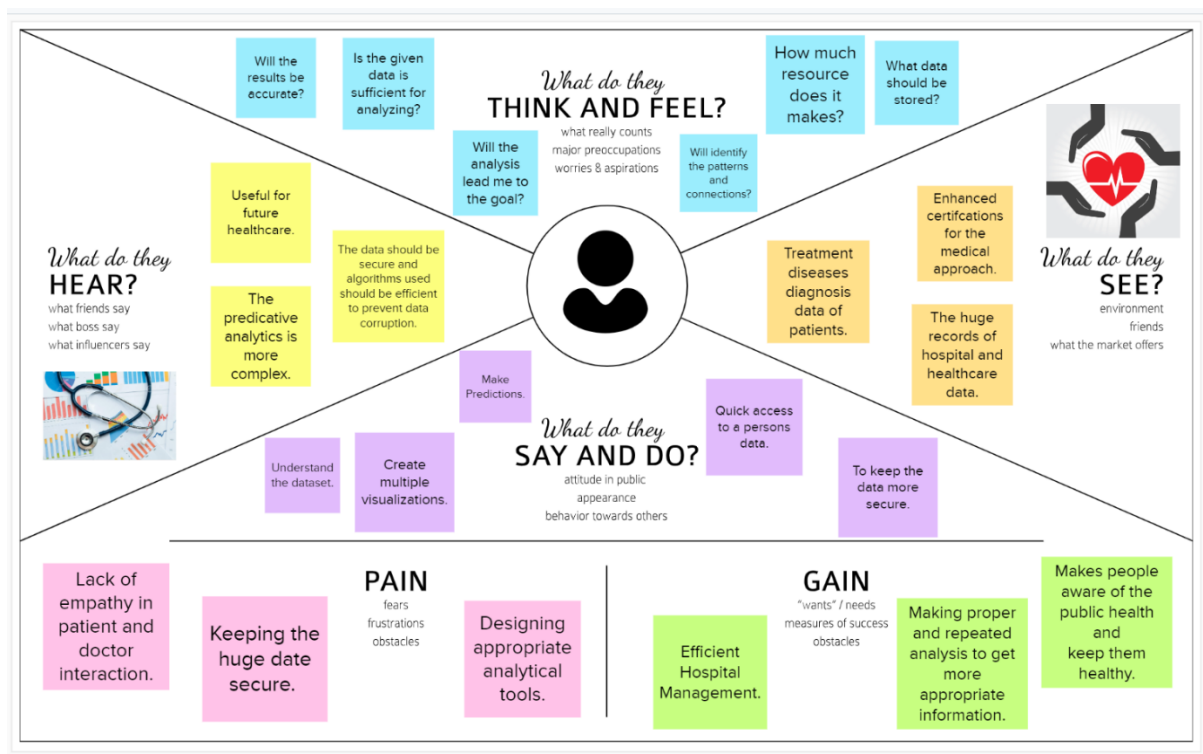 Will the
results be
accurate?
Is the given
data is
sufficient for
analyzing?
What do they
THINK AND FEEL?
what really counts
major preoccupations
worries & aspirations
How much
resource
does it
makes?
What data
should be
stored?
Will the
analysis
lead me to
the goal?
Will identify
the patterns
and
connections?
What do they
HEAR?
what friends say
what boss say
what influencers say
Useful for
future
healthcare.
The data should be
secure and
algorithms used
should be efficient
to prevent data
corruption.
The
predicative
analytics is
more
complex.
Treatment
diseases
diagnosis
data of
patients.
Enhanced
certifcations
for the
medical
approach.
The huge
records of
hospital and
healthcare
data.
What do they
SEE?
environment
friends
what the market offers
Make
Predictions.
Understand
the dataset.
Create
multiple
visualizations.
What do they
SAY AND DO?
attitude in public
appearance
behavior towards others
Quick access
to a persons
data.
To keep the
data more
secure.
Lack of
empathy in
patient and
doctor
interaction.
Keeping the
huge date
secure.
PAIN
fears
frustrations
obstacles
Designing
appropriate
analytical
tools.
GAIN
"wants" / needs
measures of success
obstacles
Efficient
Hospital
Management.
Making proper
and repeated
analysis to get
more
appropriate
information.
Makes people
aware of the
public health
and
keep them
healthy.